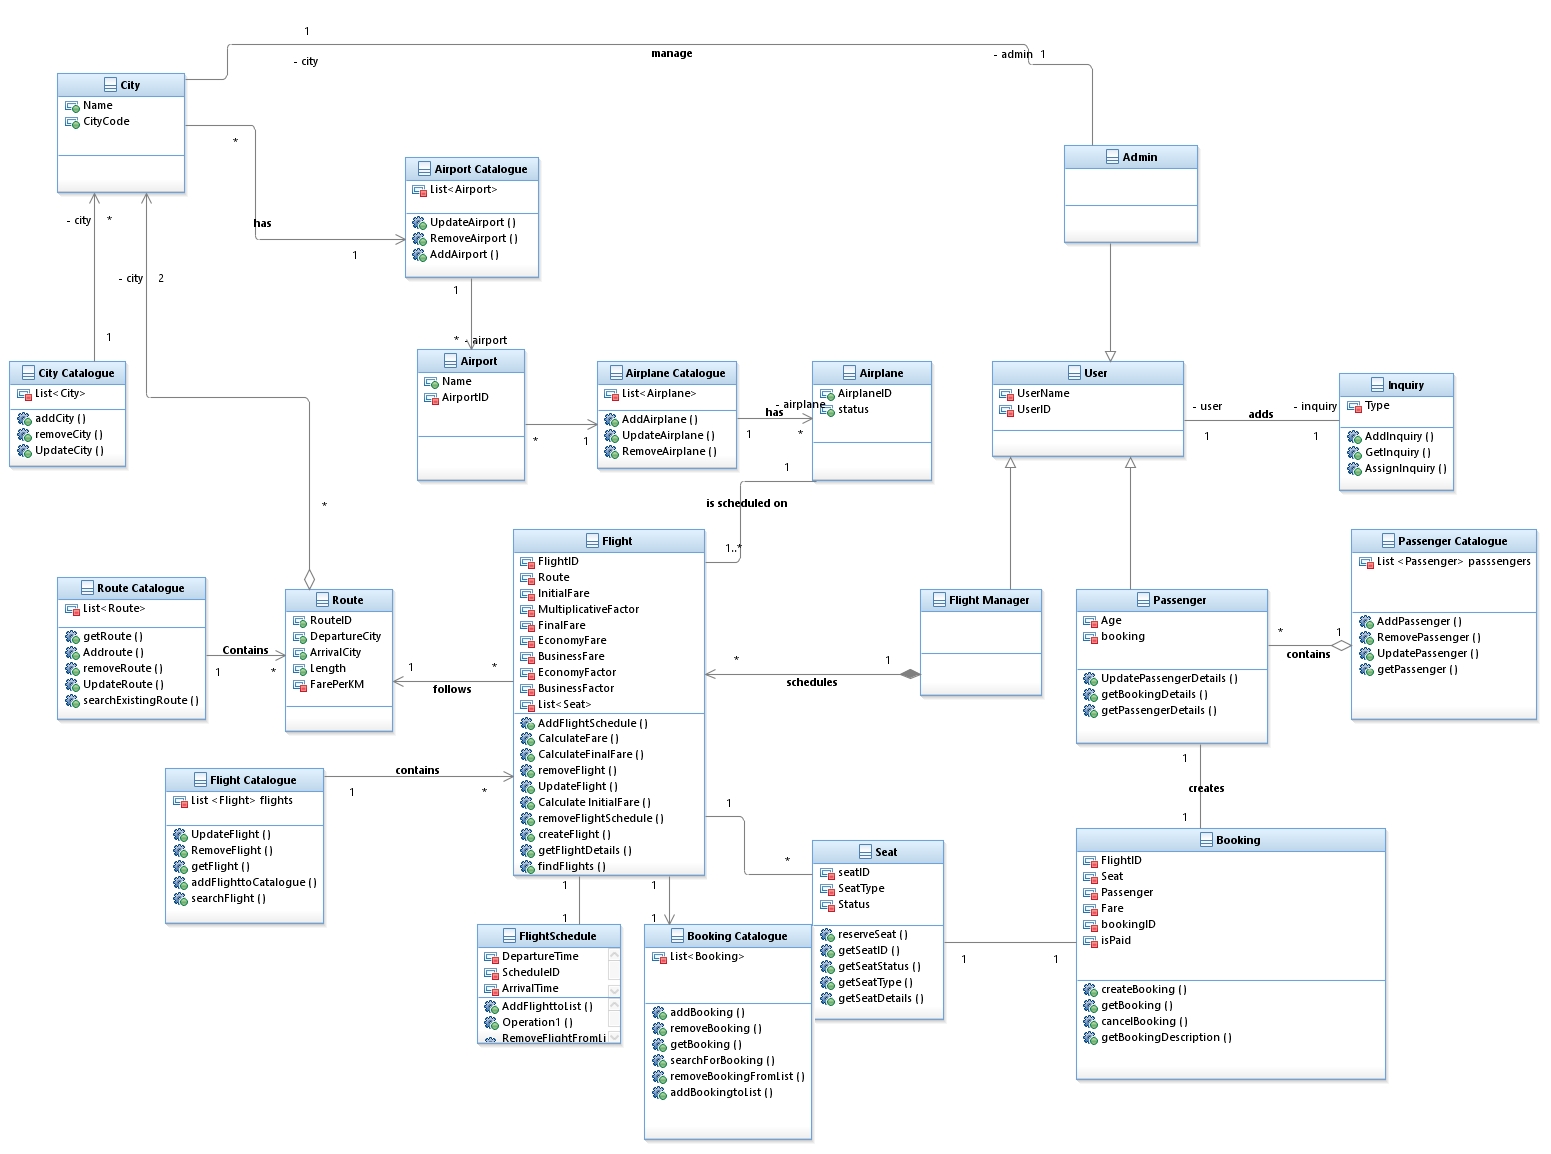 1
- city
manage
- admin 1
City
Name
CityCode
*
has
1
Airport Catalogue
List<Airport>
UpdateAirport ( )
RemoveAirport ( )
AddAirport ( )
Admin
- city *
- city 2
1
1
* - airport
City Catalogue
List<City>
addCity ( )
removeCity ( )
UpdateCity ( )
Airport
Name
AirportID
* 1
Airplane Catalogue
List<Airplane>
AddAirplane ( )
UpdateAirplane ( )
RemoveAirplane ( )
- airplane
has
1 *
Airplane
AirplaneID
status
User
UserName
UserID
- user adds - inquiry
1 1
Inquiry
Type
AddInquiry ( )
GetInquiry ( )
AssignInquiry ( )
1
is scheduled on
1..*
*
Route Catalogue
List<Route>
getRoute ( )
Addroute ( )
removeRoute ( )
UpdateRoute ( )
searchExistingRoute ( )
Contains
1 *
Route
RouteID
DepartureCity
ArrivalCity
Length
FarePerKM
1 *
follows
Flight
FlightID
Route
InitialFare
MultiplicativeFactor
FinalFare
EconomyFare
BusinessFare
EconomyFactor
BusinessFactor
List<Seat>
AddFlightSchedule ( )
CalculateFare ( )
CalculateFinalFare ( )
removeFlight ( )
UpdateFlight ( )
Calculate InitialFare ( )
removeFlightSchedule ( )
createFlight ( )
getFlightDetails ( )
findFlights ( )
* 1
schedules
Flight Manager
Passenger
Age
booking
UpdatePassengerDetails ( )
getBookingDetails ( )
getPassengerDetails ( )
* 1
contains
Passenger Catalogue
List <Passenger> passsengers
AddPassenger ( )
RemovePassenger ( )
UpdatePassenger ( )
getPassenger ( )
1
creates
1
Flight Catalogue
List <Flight> flights
UpdateFlight ( )
RemoveFlight ( )
getFlight ( )
addFlighttoCatalogue ( )
searchFlight ( )
contains
1 *
1
*
Seat
seatID
SeatType
Status
reserveSeat ( )
getSeatID ( )
getSeatStatus ( )
getSeatType ( )
getSeatDetails ( )
1 1
Booking
FlightID
Seat
Passenger
Fare
bookingID
isPaid
createBooking ( )
getBooking ( )
cancelBooking ( )
getBookingDescription ( )
1 1
1 1
FlightSchedule
DepartureTime
ScheduleID
ArrivalTime
AddFlighttoList ( )
Operation1 ( )
RemoveFlightFromLi
Booking Catalogue
List<Booking>
addBooking ( )
removeBooking ( )
getBooking ( )
searchForBooking ( )
removeBookingFromList ( )
addBookingtoList ( )